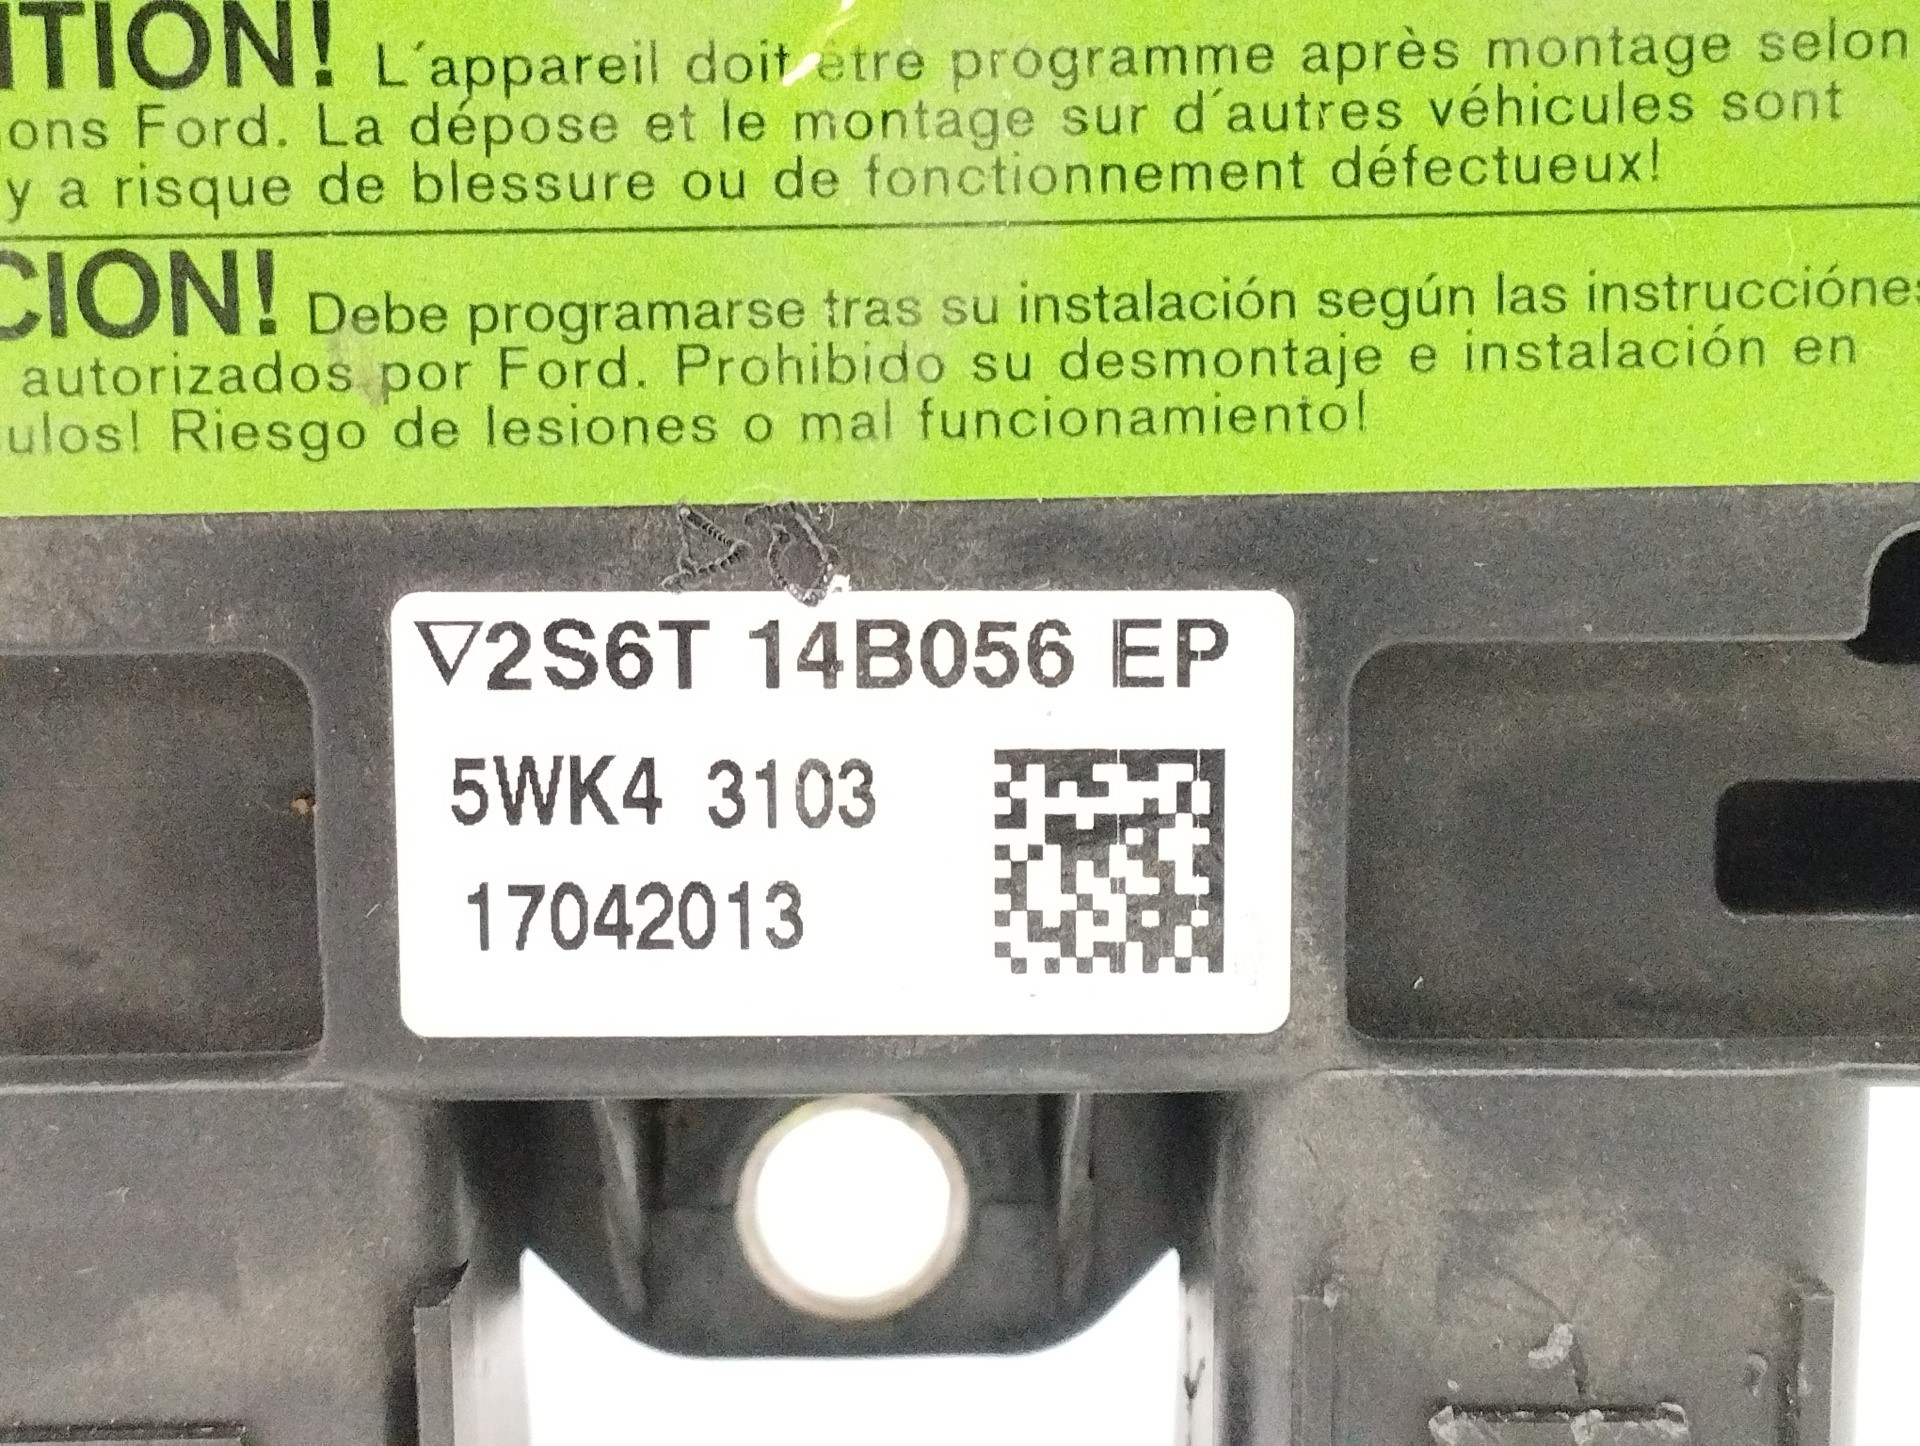 TION! L´appareil doit être programme après montage selon
ons Ford. La dépose et le montage sur d´autres véhicules sont
y a risque de blessure ou de fonctionnement défectueux!
CION! Debe programarse tras su instalación según las instrucciónes
autorizados por Ford. Prohibido su desmontaje e instalación en
ulos! Riesgo de lesiones o mal funcionamiento!
▽2S6T 14B056 EP
5WK4 3103
17042013